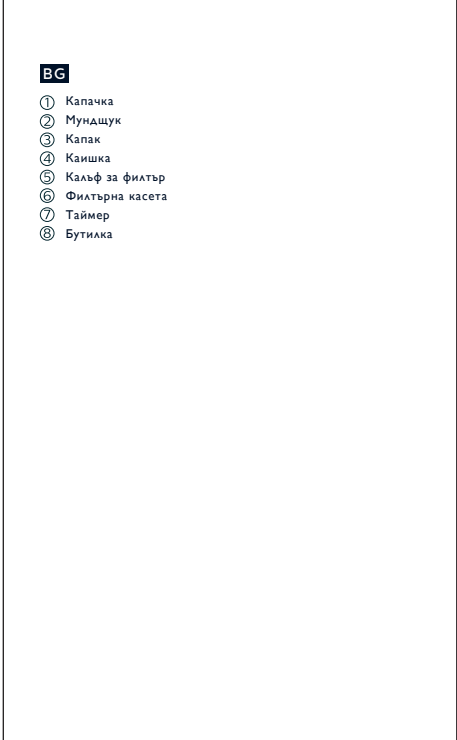 BG
① Капачка
② Мундщук
③ Капак
④ Каишка
⑤ Калъф за филтър
⑥ Филтърна касета
⑦ Таймер
⑧ Бутилка